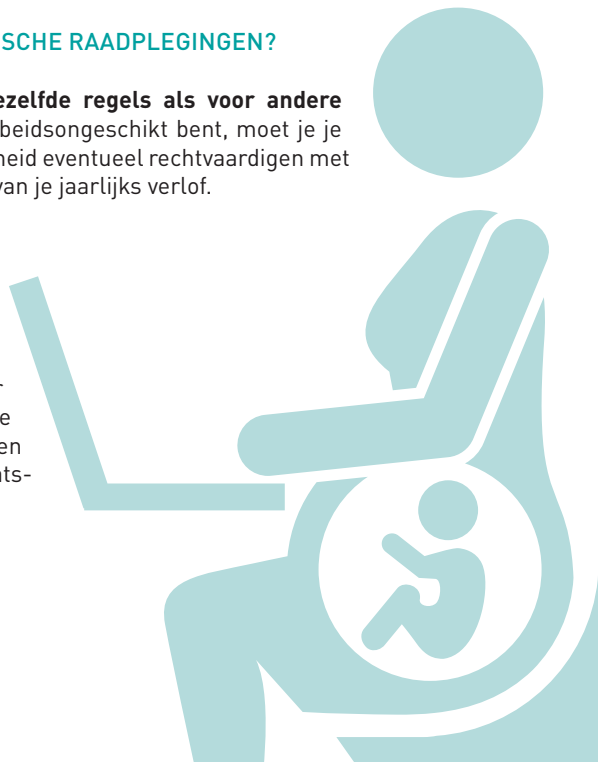 SCHE RAADPLEGINGEN?
ezelfde regels als voor andere
beidsongeschikt bent, moet je je
heid eventueel rechtvaardigen met
van je jaarlijks verlof.
e
en
ts-